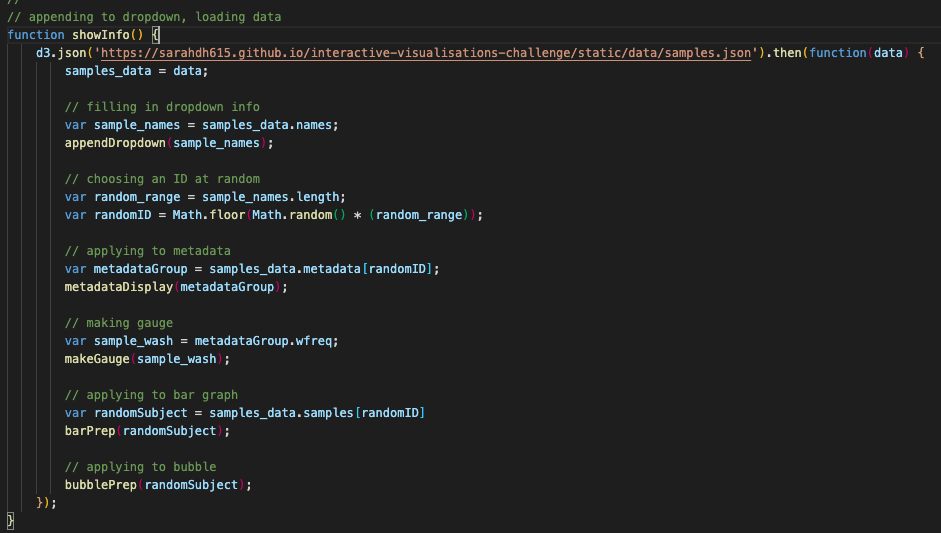 //
// appending to dropdown, loading data
function showInfo() {
    d3.json('https://sarahdh615.github.io/interactive-visualisations-challenge/static/data/samples.json').then(function(data) {
        samples_data = data;

        // filling in dropdown info
        var sample_names = samples_data.names;
        appendDropdown(sample_names);

        // choosing an ID at random
        var random_range = sample_names.length;
        var randomID = Math.floor(Math.random() * (random_range));

        // applying to metadata
        var metadataGroup = samples_data.metadata[randomID];
        metadataDisplay(metadataGroup);

        // making gauge
        var sample_wash = metadataGroup.wfreq;
        makeGauge(sample_wash);

        // applying to bar graph
        var randomSubject = samples_data.samples[randomID]
        barPrep(randomSubject);

        // applying to bubble
        bubblePrep(randomSubject);
    });
}